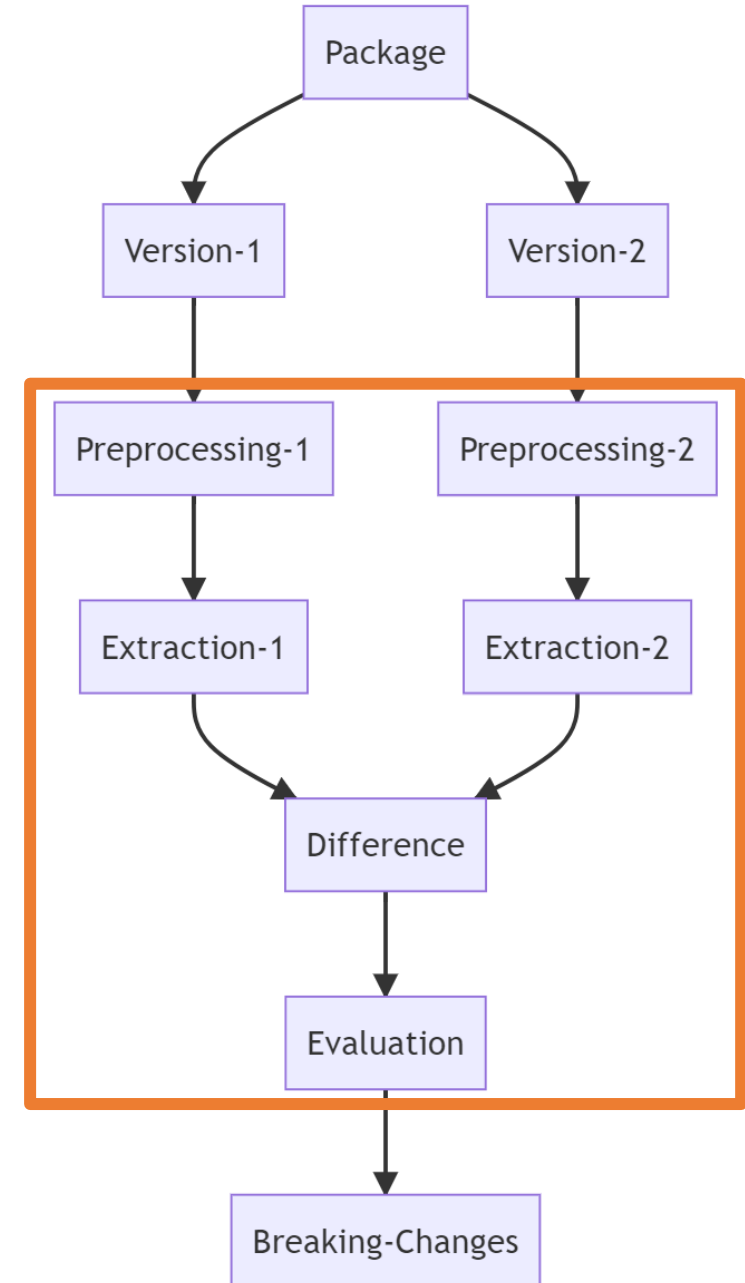 Package
Version-1
Version-2
Preprocessing-1
Preprocessing-2
Extraction-1
Extraction-2
Difference
Evaluation
Breaking-Changes